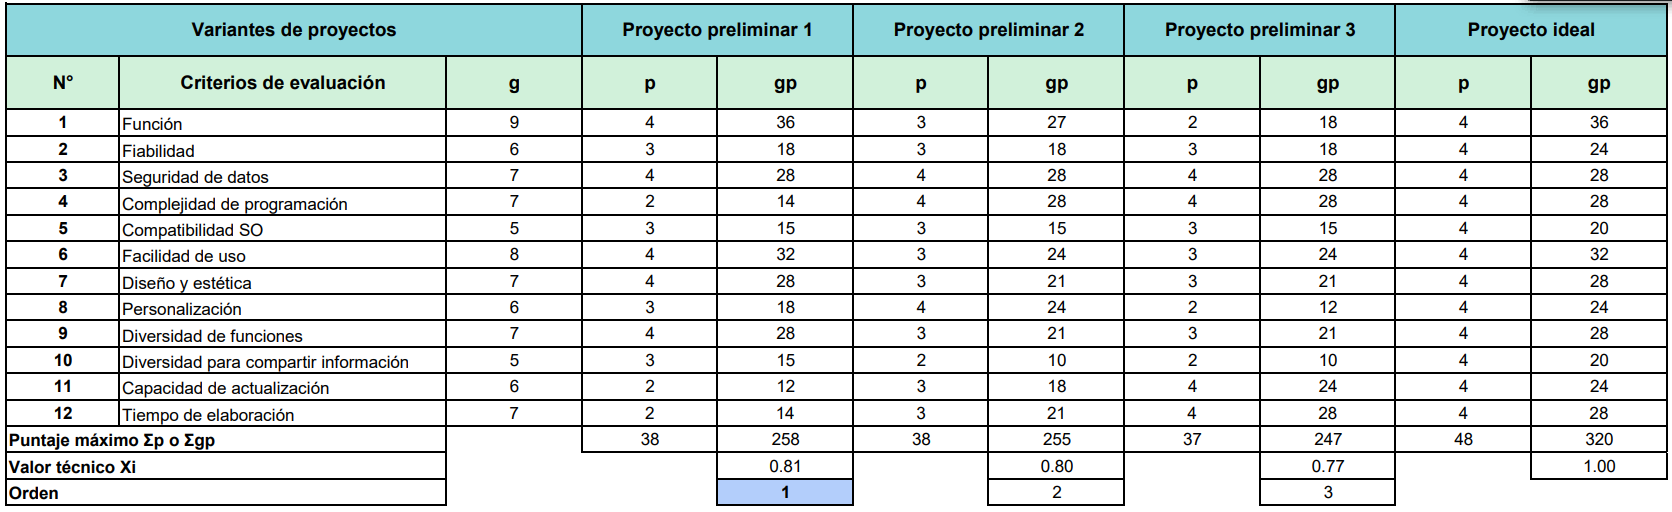 Variantes de proyectos Proyecto preliminar 1 Proyecto preliminar 2 Proyecto preliminar 3 Proyecto ideal
N° Criterios de evaluación g p gp p gp p gp p gp
1 Función 9 4 36 3 27 2 18 4 36
2 Fiabilidad 6 3 18 3 18 3 18 4 24
3 Seguridad de datos 7 4 28 4 28 4 28 4 28
4 Complejidad de programación 7 2 14 4 28 4 28 4 28
5 Compatibilidad SO 5 3 15 3 15 3 15 4 20
6 Facilidad de uso 8 4 32 3 24 3 24 4 32
7 Diseño y estética 7 4 28 3 21 3 21 4 28
8 Personalización 6 3 18 4 24 2 12 4 24
9 Diversidad de funciones 7 4 28 3 21 3 21 4 28
10 Diversidad para compartir información 5 3 15 2 10 2 10 4 20
11 Capacidad de actualización 6 2 12 3 18 4 24 4 24
12 Tiempo de elaboración 7 2 14 3 21 4 28 4 28
Puntaje máximo Σp o Σgp 38 258 38 255 37 247 48 320
Valor técnico Xi 0.81 0.80 0.77 1.00
Orden 1 2 3